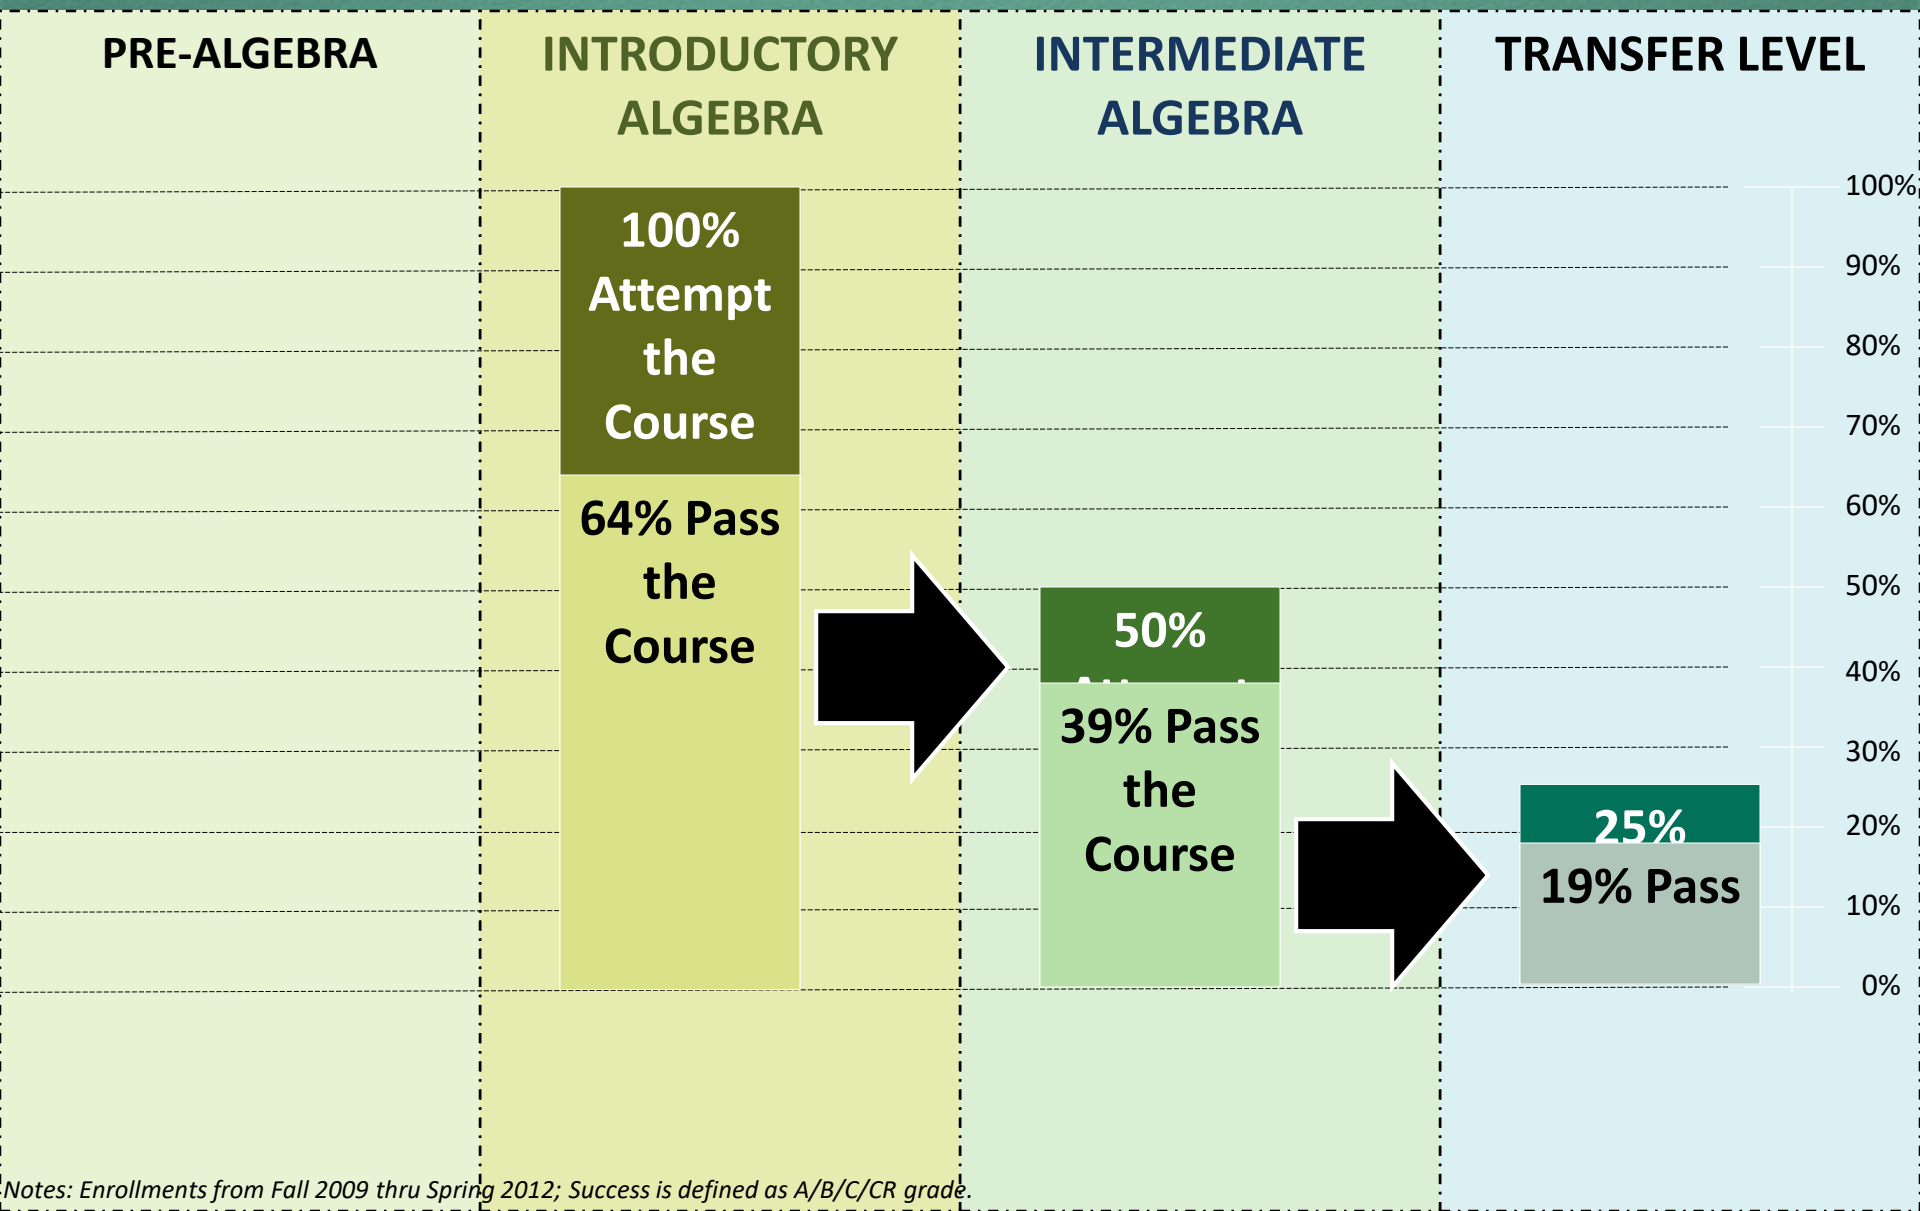 PRE-ALGEBRA
INTRODUCTORY
ALGEBRA
INTERMEDIATE
ALGEBRA
TRANSFER LEVEL
100%
Attempt
the
Course
64% Pass
the
Course
50%
39% Pass
the
Course
25%
19% Pass
100%
90%
80%
70%
60%
50%
40%
30%
20%
10%
0%
Notes: Enrollments from Fall 2009 thru Spring 2012; Success is defined as A/B/C/CR grade.